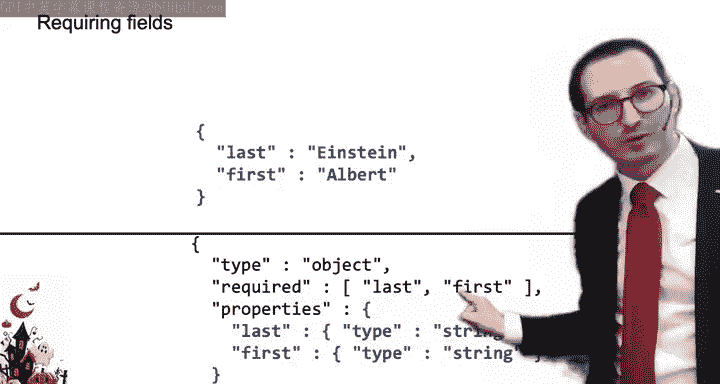 Requiring fields
{
"last" : "Einstein",
"first" : "Albert"
}
{
"type" : "object",
"required" : [ "last", "first" ],
"properties" : {
"last" : { "type" : "string
"first" : { "type" : "string" }
}